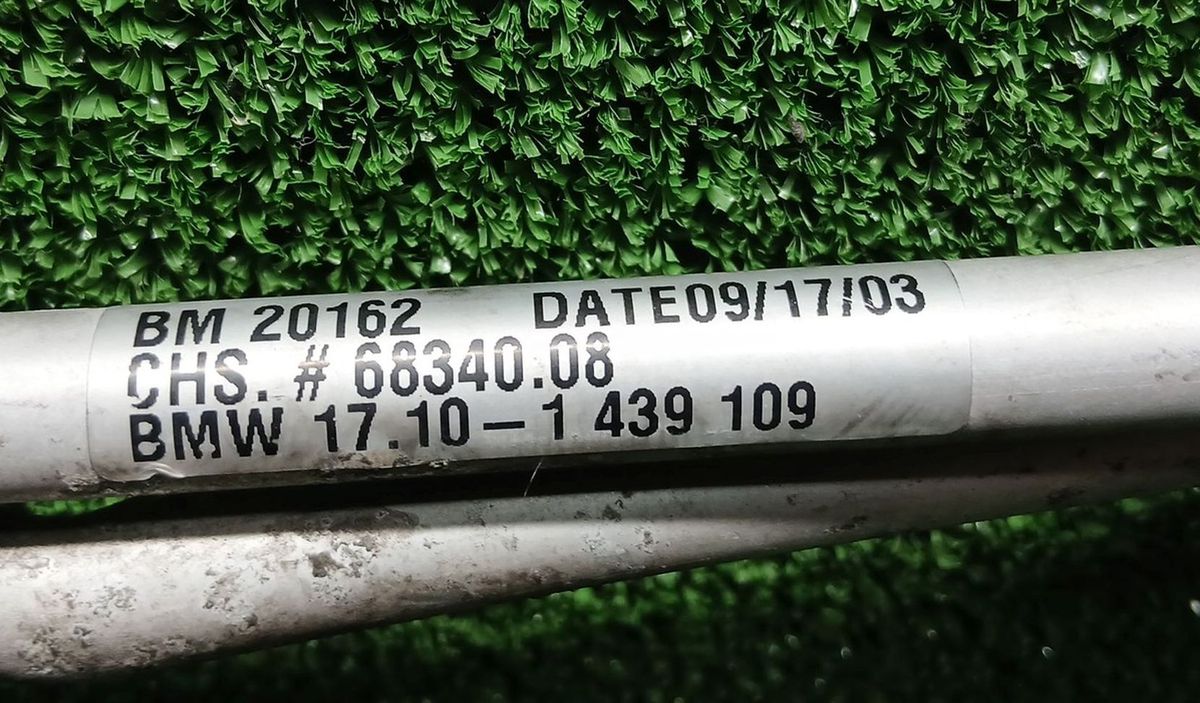 BM 20162 DATE09/17/03
CHS. # 68340.08
BMW 17.10-1 439 109